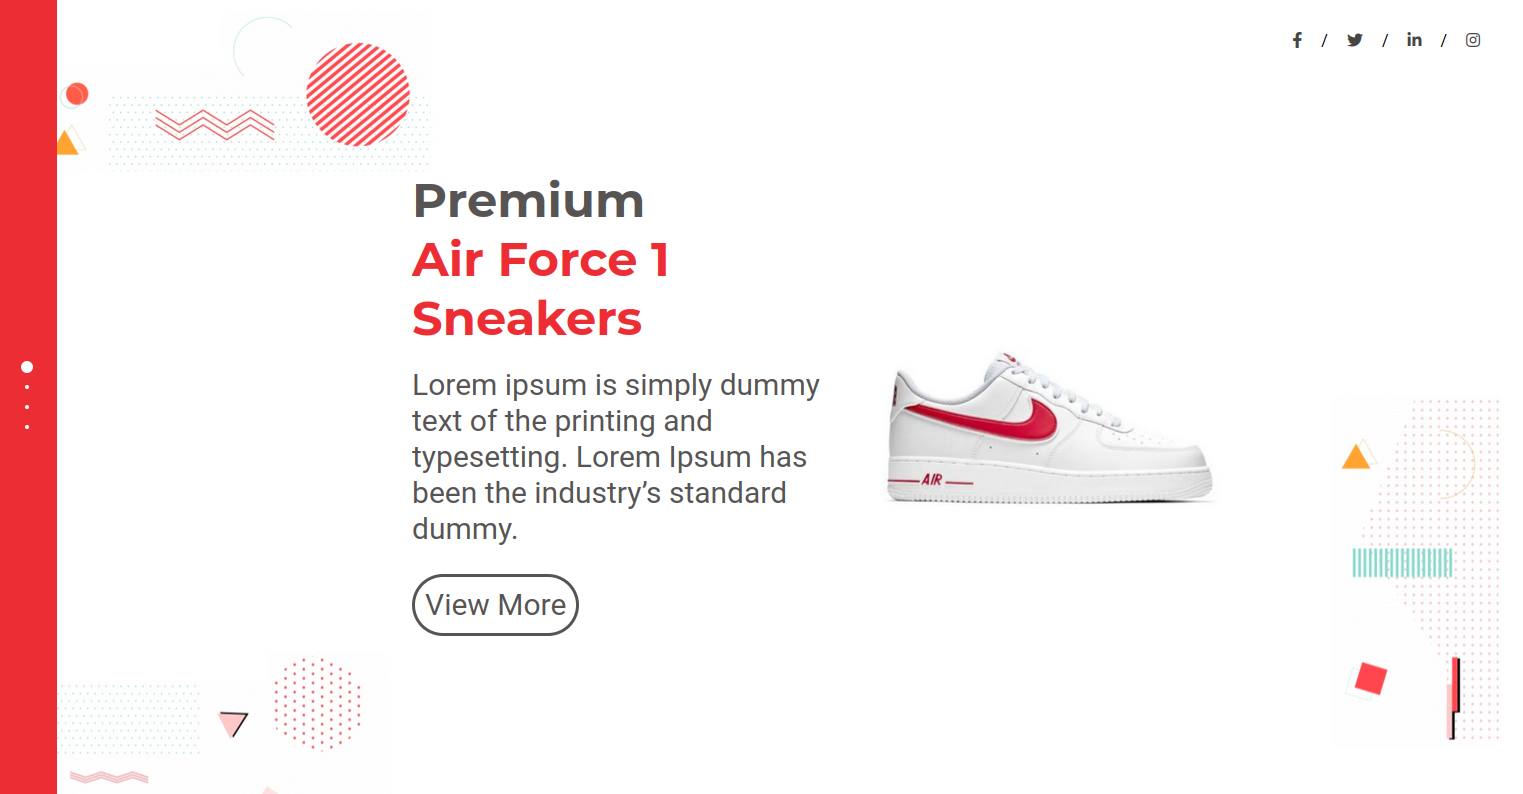 / / /
Premium
Air Force 1
Sneakers
Lorem ipsum is simply dummy
text of the printing and
typesetting. Lorem Ipsum has
been the industry’s standard
dummy.
AIR
View More